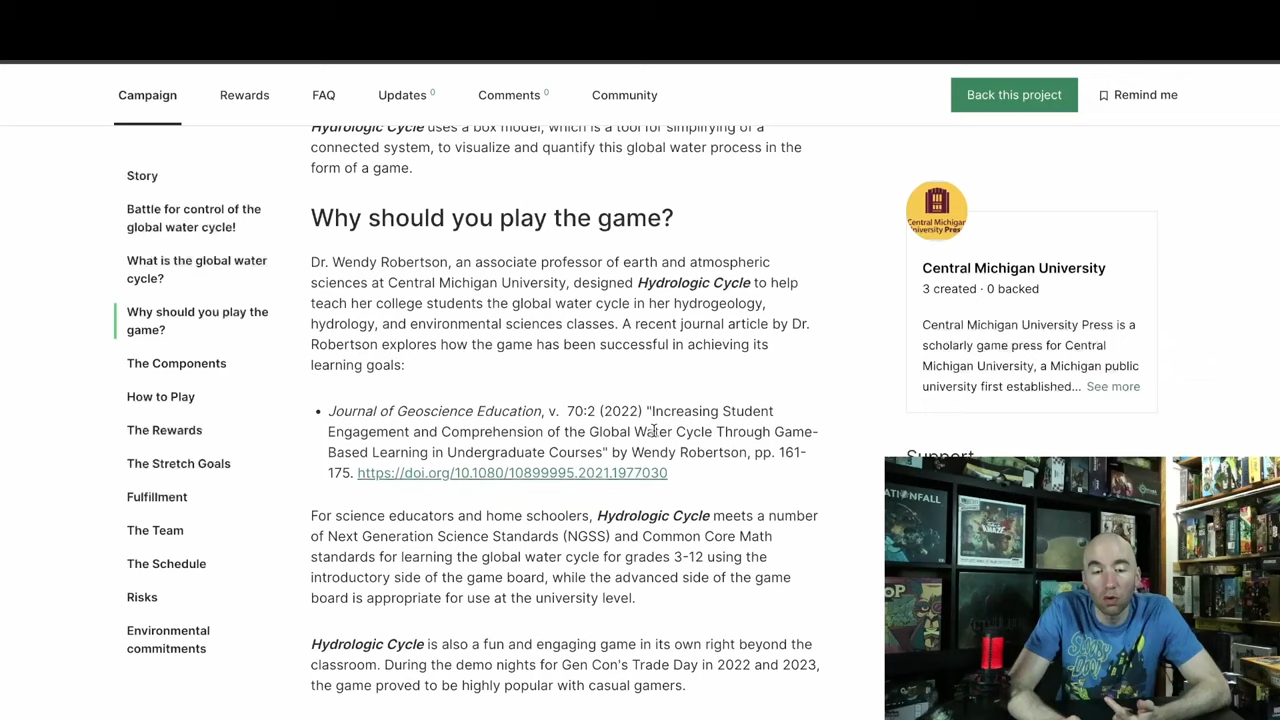 Campaign
Rewards
FAQ
Updates 0
Comments 0
Community
Back this project
Remind me
Story
Battle for control of the
global water cycle!
What is the global water
cycle?
Why should you play the
game?
The Components
How to Play
The Rewards
The Stretch Goals
Fulfillment
The Team
The Schedule
Risks
Environmental
commitments
Hydrologic Cycle uses a box model, which is a tool for simplifying of a
connected system, to visualize and quantify this global water process in the
form of a game.
Why should you play the game?
Dr. Wendy Robertson, an associate professor of earth and atmospheric
sciences at Central Michigan University, designed Hydrologic Cycle to help
teach her college students the global water cycle in her hydrogeology,
hydrology, and environmental sciences classes. A recent journal article by Dr.
Robertson explores how the game has been successful in achieving its
learning goals:
• Journal of Geoscience Education, v. 70:2 (2022) "Increasing Student
Engagement and Comprehension of the Global Water Cycle Through Game-
Based Learning in Undergraduate Courses" by Wendy Robertson, pp. 161-
175. https://doi.org/10.1080/10899995.2021.1977030
For science educators and home schoolers, Hydrologic Cycle meets a number
of Next Generation Science Standards (NGSS) and Common Core Math
standards for learning the global water cycle for grades 3-12 using the
introductory side of the game board, while the advanced side of the game
board is appropriate for use at the university level.
Hydrologic Cycle is also a fun and engaging game in its own right beyond the
classroom. During the demo nights for Gen Con's Trade Day in 2022 and 2023,
the game proved to be highly popular with casual gamers.
Central Michigan
University Press
Central Michigan University
3 created · 0 backed
Central Michigan University Press is a
scholarly game press for Central
Michigan University, a Michigan public
university first established... See more
Support